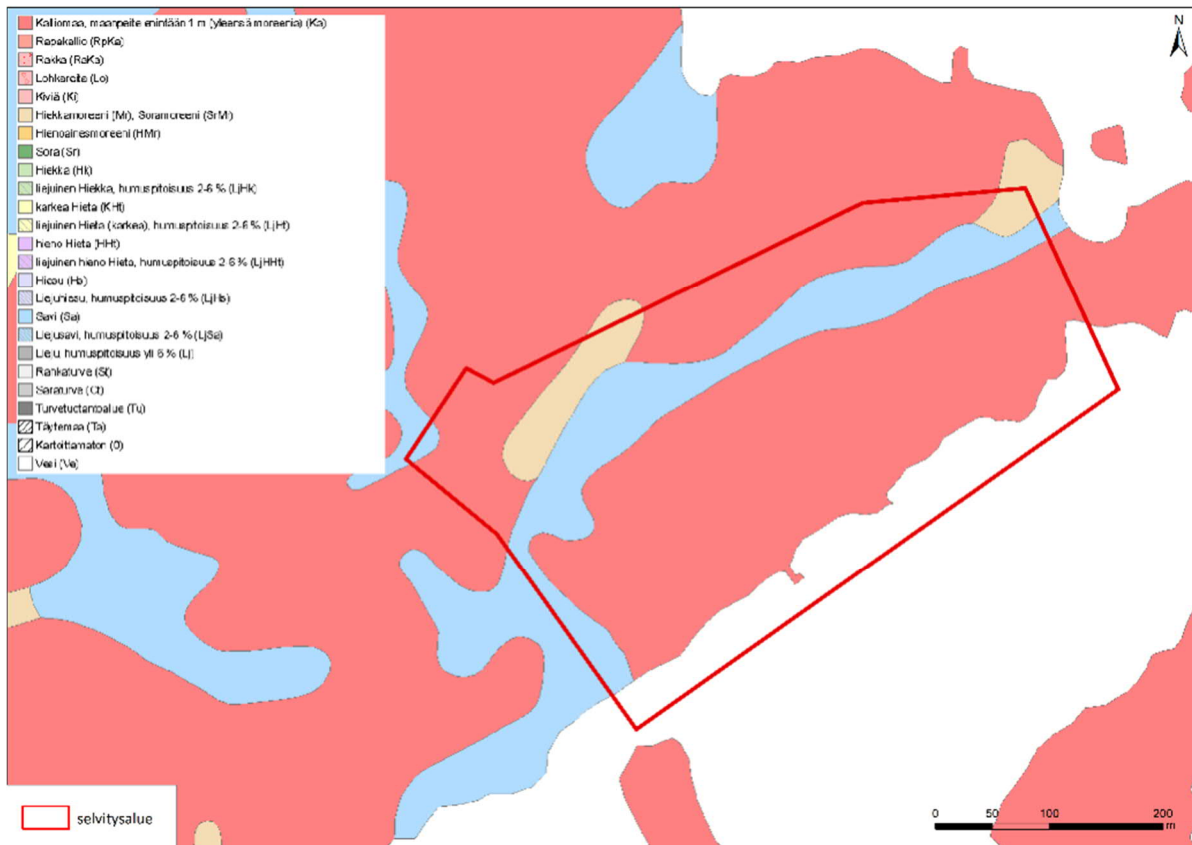 Kalliomaa, maanpeite enintään 1 m (yleensä moreenia) (Ka)
Rapakallio (RpKa)
Rakka (RaKa)
Lohkareita (Lo)
Kiviä (Ki)
Hiekkamoreeni (Mr), Soramoreeni (SrMr)
Hienoainesmoreeni (HMr)
Sora (Sr)
Hiekka (Hk)
liejuinen Hiekka, humuspitoisuus 2-6 % (LjHk)
karkea Hieta (KHt)
liejuinen Hieta (karkea), humuspitoisuus 2-6 % (LjHt)
hieno Hieta (HHt)
liejuinen hieno Hieta, humuspitoisuus 2-6 % (LjHHt)
Hiesu (Hs)
Liejuhiesu, humuspitoisuus 2-6 % (LjHs)
Savi (Sa)
Liejusavi, humuspitoisuus 2-6 % (LjSa)
Lieju, humuspitoisuus yli 6 % (Lj)
Rahkaturve (St)
Saraturve (Ct)
Turvetuotantoalue (Tu)
Täytemaa (Ta)
Kartoittamaton (0)
Vesi (Ve)
N
selvitysalue
0 50 100 200
m